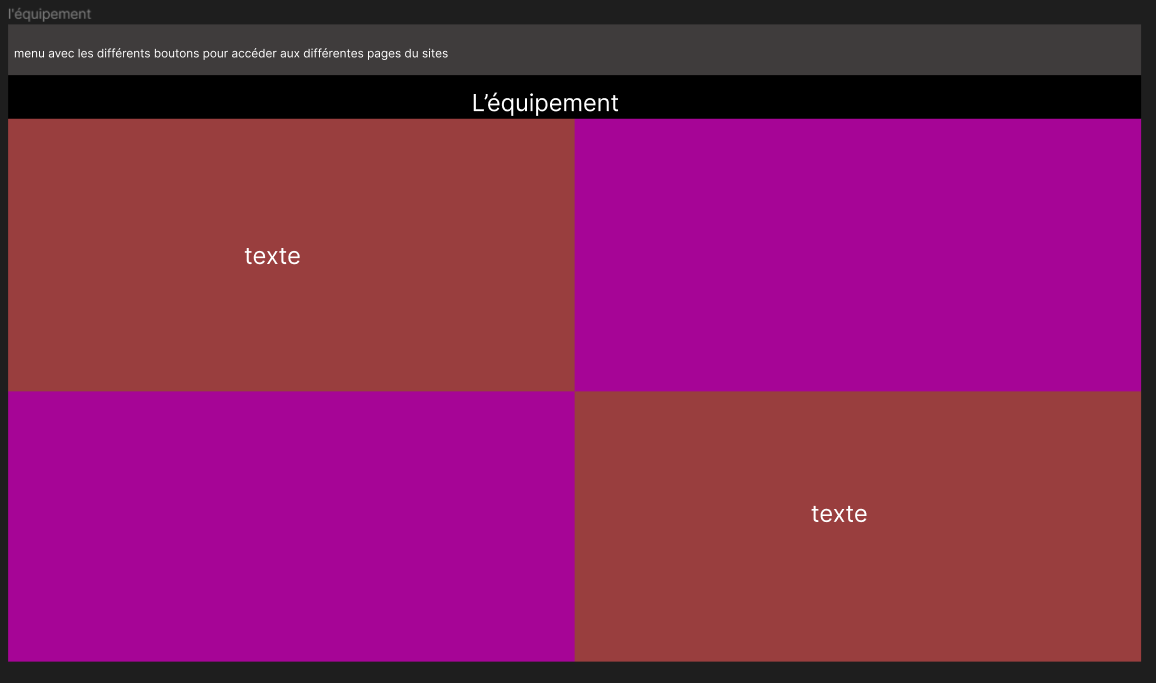 l'équipement
menu avec les différents boutons pour accéder aux différentes pages du sites
L’équipement
texte
texte